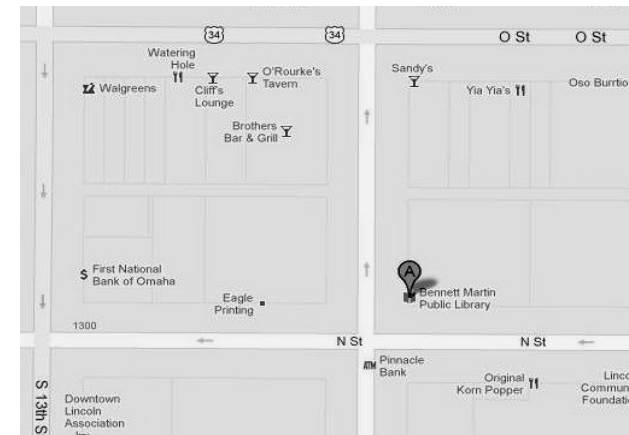 34
34
O St
O St
Watering
Hole
O'Rourke's
Tavern
Walgreens
Cliff's
Lounge
Brothers
Bar & Grill
Sandy's
Yia Yia's
Oso Burrtio
First National
Bank of Omaha
Eagle
Printing
A
Bennett Martin
Public Library
1300
N St
N St
S 13th S
ATM
Pinnacle
Bank
Original
Korn Popper
Downtown
Lincoln
Association